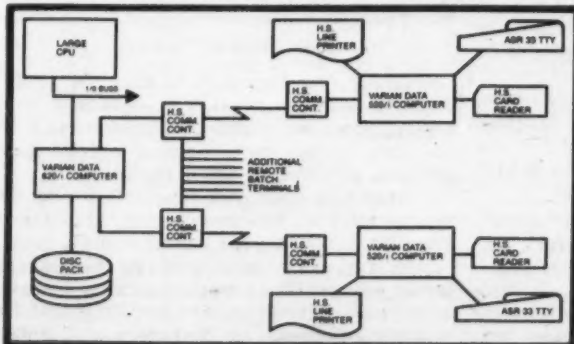 LARGE
CPU
I/O BUSS
H.S.
LINE
PRINTER
ASR 33 TTY
H.S.
COMM.
CONT.
H.S.
COMM.
CONT.
VARIAN DATA
520/i COMPUTER
H.S.
CARD
READER
VARIAN DATA
620/i COMPUTER
ADDITIONAL
REMOTE
BATCH
TERMINALS
H.S.
COMM.
CONT.
H.S.
COMM.
CONT.
VARIAN DATA
520/i COMPUTER
H.S.
CARD
READER
DISC
PACK
H.S.
LINE
PRINTER
ASR 33 TTY